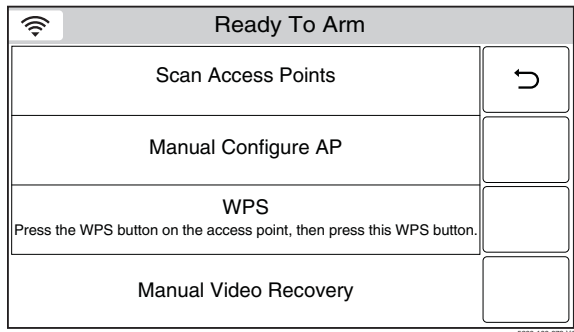 Ready To Arm
Scan Access Points
Manual Configure AP
WPS
Press the WPS button on the access point, then press this WPS button.
Manual Video Recovery